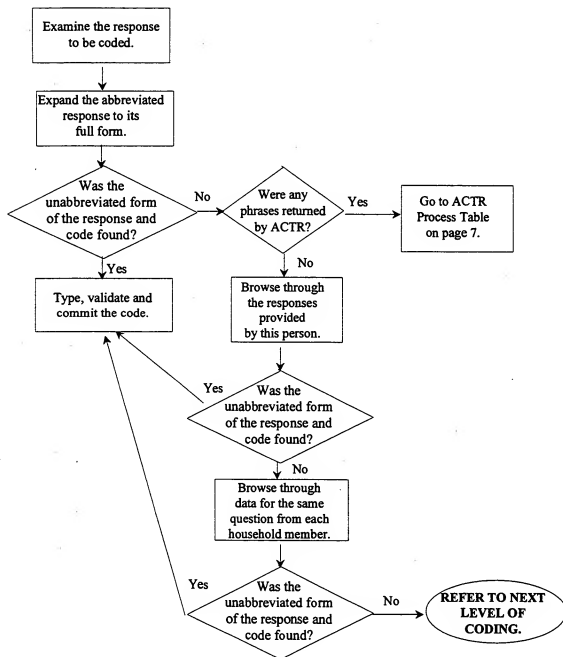 Examine the response
to be coded.
Expand the abbreviated
response to its
full form.
Was the
unabbreviated form
of the response and
code found?
No
Were any
phrases returned
by ACTR?
Yes
Go to ACTR
Process Table
on page 7.
Yes
Type, validate and
commit the code.
No
Browse through
the responses
provided
by this person.
Yes
Was the
unabbreviated form
of the response and
code found?
No
Browse through
data for the same
question from each
household member.
Yes
Was the
unabbreviated form
of the response and
code found?
No
REFER TO NEXT
LEVEL OF
CODING.